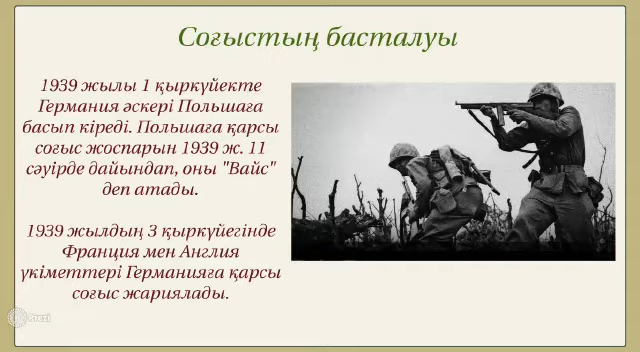 Соғыстың басталуы
1939 жылы 1 қыркүйекте
Германия әскері Польшаға
басып кіреді. Польшаға қарсы
соғыс жоспарын 1939 ж. 11
сәуірде дайындап, оны "Вайс"
деп атады.
1939 жылдың 3 қыркүйегінде
Франция мен Англия
үкіметтері Германияға қарсы
соғыс жариялады.
Prezi